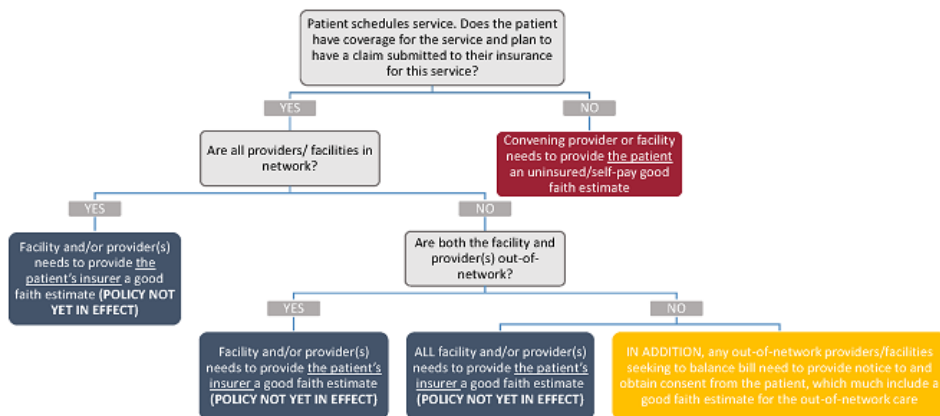 Patient schedules service. Does the patient
have coverage for the service and plan to
have a claim submitted to their insurance
for this service?
YES
NO
Are all providers/ facilities in
network?
Convening provider or facility
needs to provide the patient
an uninsured/self-pay good
faith estimate
YES
NO
Facility and/or provider(s)
needs to provide the
patient's insurer a good
faith estimate (POLICY NOT
YET IN EFFECT)
Are both the facility and
provider(s) out-of-
network?
YES
NO
Facility and/or provider(s)
needs to provide the patient's
insurer a good faith estimate
(POLICY NOT YET IN EFFECT)
ALL facility and/or provider(s)
needs to provide the patient's
insurer a good faith estimate
(POLICY NOT YET IN EFFECT)
IN ADDITION, any out-of-network providers/facilities
seeking to balance bill need to provide notice to and
obtain consent from the patient, which much include a
good faith estimate for the out-of-network care